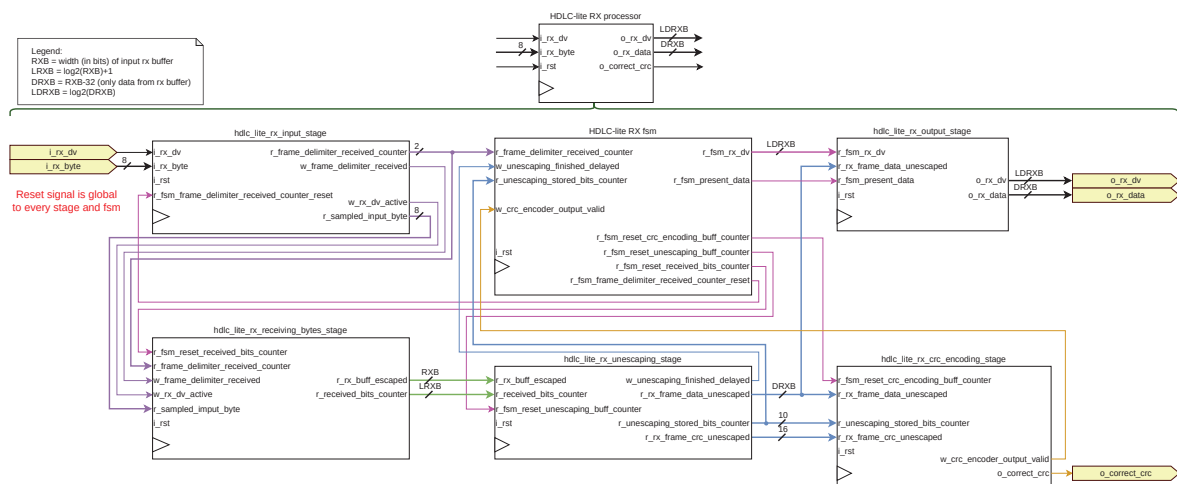 HDLC-lite RX processor
i_rx_dv
8
i_rx_byte
i_rst
LDRXB
o_rx_dv
DRXB
o_rx_data
o_correct_crc
Legend:
RXB = width (in bits) of input rx buffer
LRXB = log2(RXB)+1
DRXB = RXB-32 (only data from rx buffer)
LDRXB = log2(DRXB)
i_rx_dv
i_rx_byte
8
Reset signal is global
to every stage and fsm
hdlc_lite_rx_input_stage
i_rx_dv
i_rx_byte
i_rst
r_fsm_frame_delimiter_received_counter_reset
r_frame_delimiter_received_counter
2
w_frame_delimiter_received
w_rx_dv_active
8
r_sampled_input_byte
HDLC-lite RX fsm
r_frame_delimiter_received_counter
w_unescaping_finished_delayed
r_unescaping_stored_bits_counter
w_crc_encoder_output_valid
i_rst
r_fsm_rx_dv
LDRXB
r_fsm_present_data
r_fsm_reset_crc_encoding_buff_counter
r_fsm_reset_unescaping_buff_counter
r_fsm_reset_received_bits_counter
r_fsm_frame_delimiter_received_counter_reset
hdlc_lite_rx_output_stage
r_fsm_rx_dv
r_rx_frame_data_unescaped
r_fsm_present_data
i_rst
o_rx_dv
LDRXB
o_rx_data
DRXB
o_rx_dv
o_rx_data
hdlc_lite_rx_receiving_bytes_stage
r_fsm_reset_received_bits_counter
r_frame_delimiter_received_counter
w_frame_delimiter_received
w_rx_dv_active
r_sampled_imput_byte
i_rst
r_rx_buff_escaped
RXB
r_received_bits_counter
LRXB
hdlc_lite_rx_unescaping_stage
r_rx_buff_escaped
r_received_bits_counter
r_fsm_reset_unescaping_buff_counter
i_rst
w_unescaping_finished_delayed
r_rx_frame_data_unescaped
DRXB
r_unescaping_stored_bits_counter
10
r_rx_frame_crc_unescaped
16
hdlc_lite_rx_crc_encoding_stage
r_fsm_reset_crc_encoding_buff_counter
r_rx_frame_data_unescaped
r_unescaping_stored_bits_counter
r_rx_frame_crc_unescaped
i_rst
w_crc_encoder_output_valid
o_correct_crc
o_correct_crc